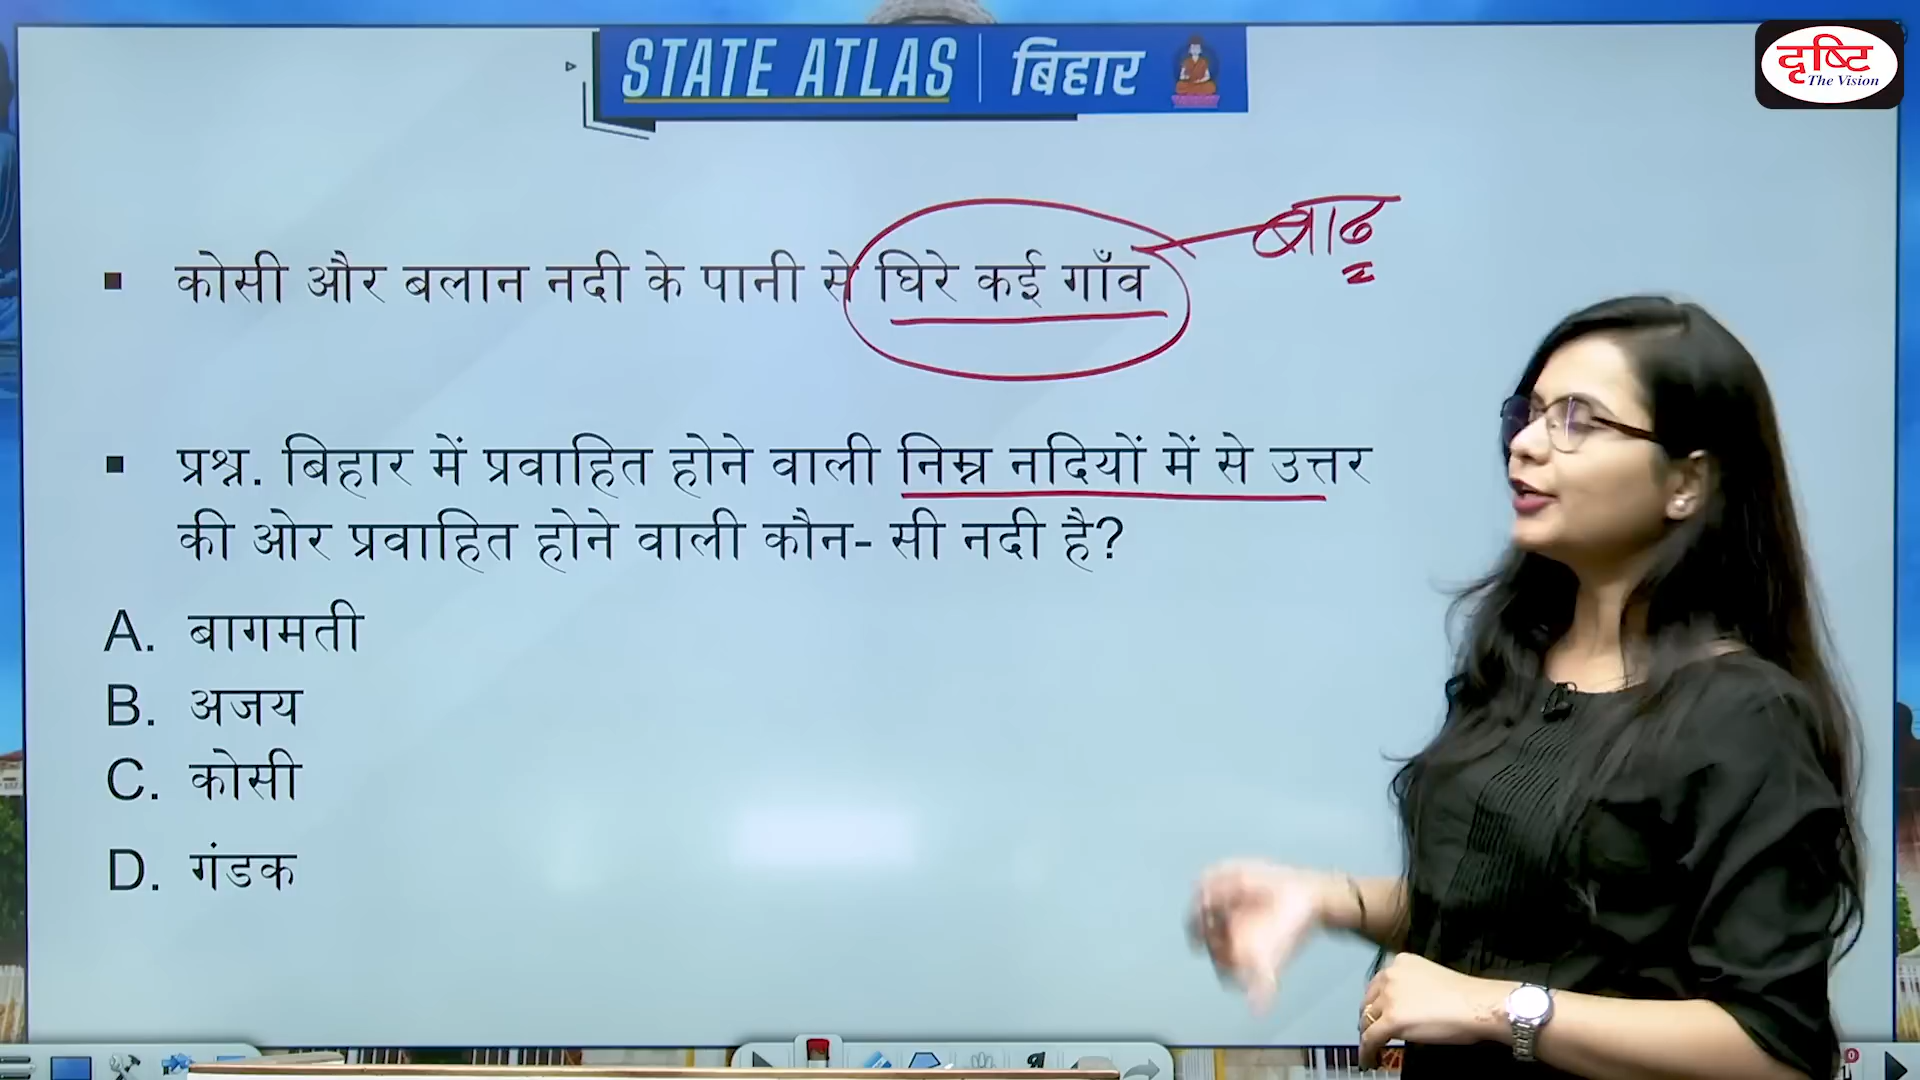 STATE ATLAS | बिहार
दृष्टि
The Vision
बाढ
▪ कोसी और बलान नदी के पानी से घिरे कई गाँव
▪ प्रश्न. बिहार में प्रवाहित होने वाली निम्न नदियों में से उत्तर
की ओर प्रवाहित होने वाली कौन- सी नदी है?
A. बागमती
B. अजय
C. कोसी
D. गंडक